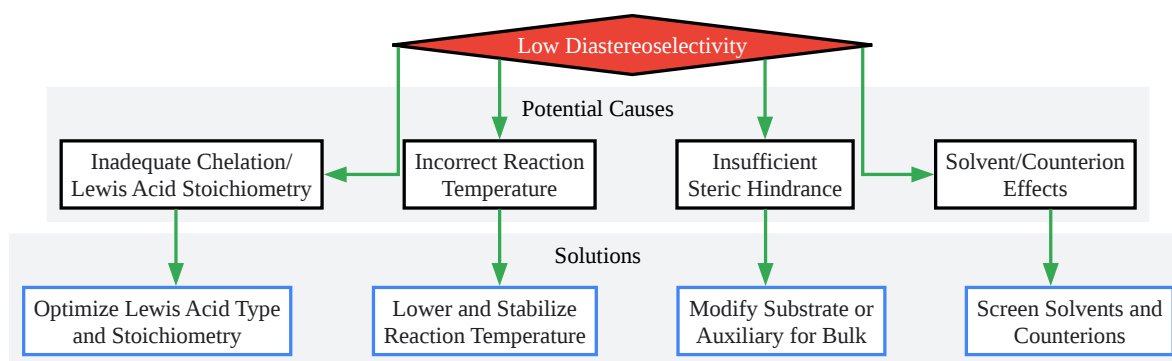 Low Diastereoselectivity
Potential Causes
Inadequate Chelation/
Lewis Acid Stoichiometry
Incorrect Reaction
Temperature
Insufficient
Steric Hindrance
Solvent/Counterion
Effects
Solutions
Optimize Lewis Acid Type
and Stoichiometry
Lower and Stabilize
Reaction Temperature
Modify Substrate or
Auxiliary for Bulk
Screen Solvents and
Counterions